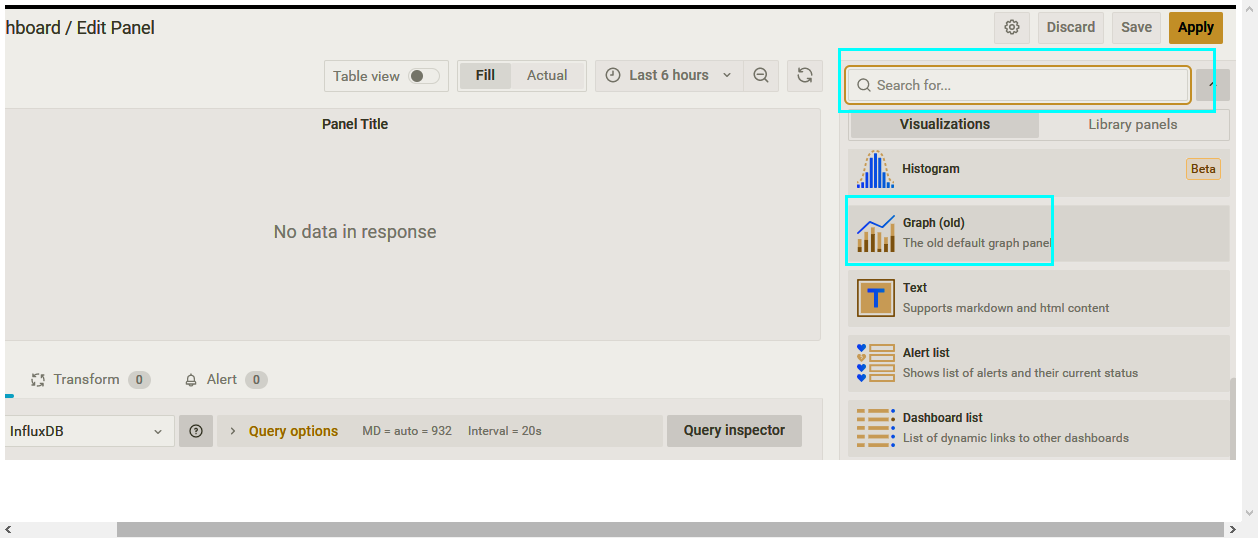 hboard / Edit Panel
Discard
Save
Apply
Table view
Fill
Actual
Last 6 hours
Search for...
Panel Title
Visualizations
Library panels
Histogram
Beta
Graph (old)
The old default graph panel
No data in response
Text
Supports markdown and html content
Alert list
Shows list of alerts and their current status
Transform 0
Alert 0
Dashboard list
List of dynamic links to other dashboards
InfluxDB
Query options
MD = auto = 932
Interval = 20s
Query inspector